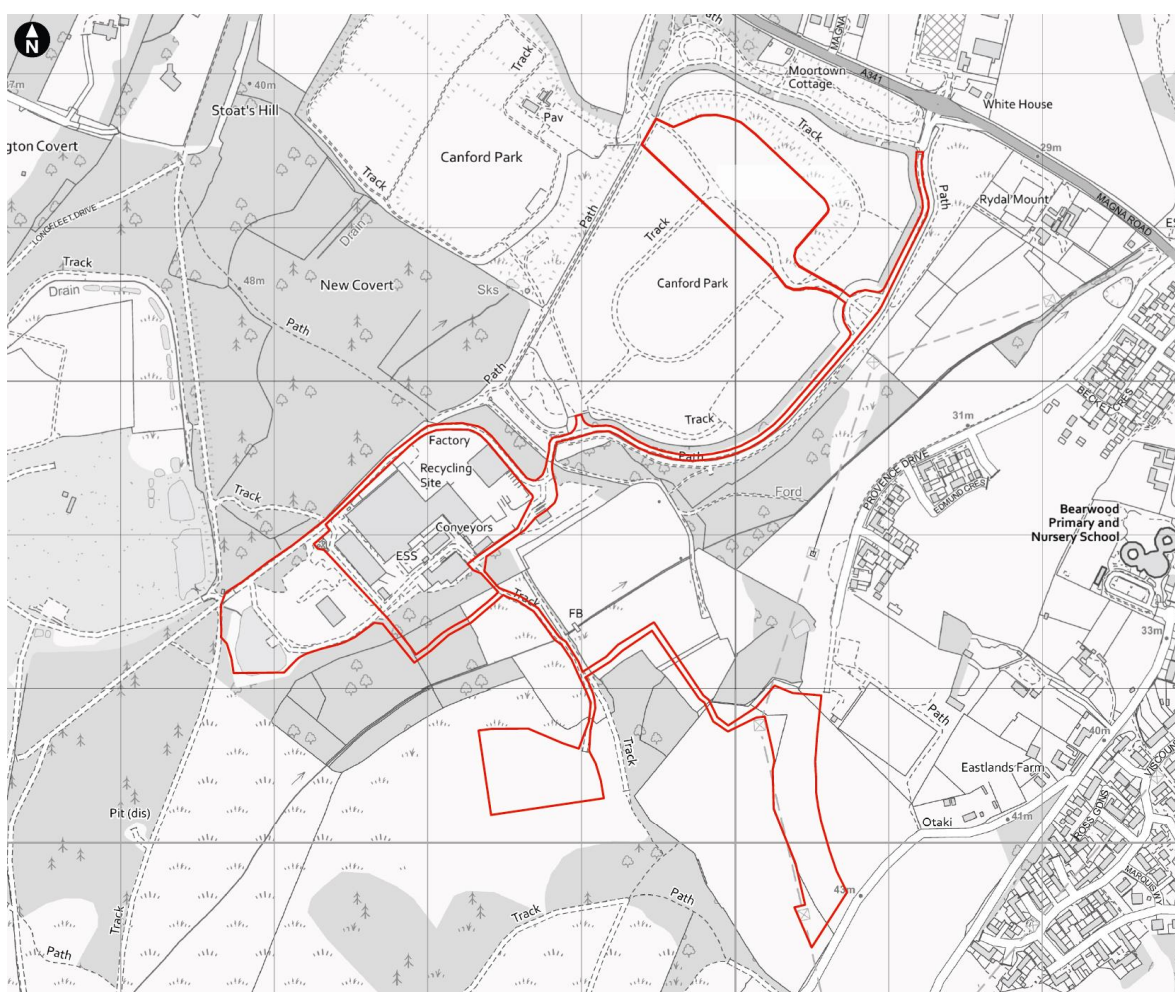 N
Path
MAGNA
40m
Stoat's Hill
Track
Pav
Moortown
Cottage
A341
White House
Canford Park
Track
29m
Track
Path
Rydal Mount
MAGNA ROAD
LONGFLEET DRIVE
Track
Drain
Path
Track
Drain
48m
New Covert
Sks
Canford Park
Path
Path
Track
Path
31m
Factory
Recycling
Site
PROVENCE DRIVE
EDMUND CRES
Ford
Bearwood
Primary and
Nursery School
Track
Conveyors
ESS
Track
FB
33m
Path
Track
40m
Eastlands Farm
Otaki
41m
ROSS GDNS
Pit (dis)
43m
Track
Path
Track
Path